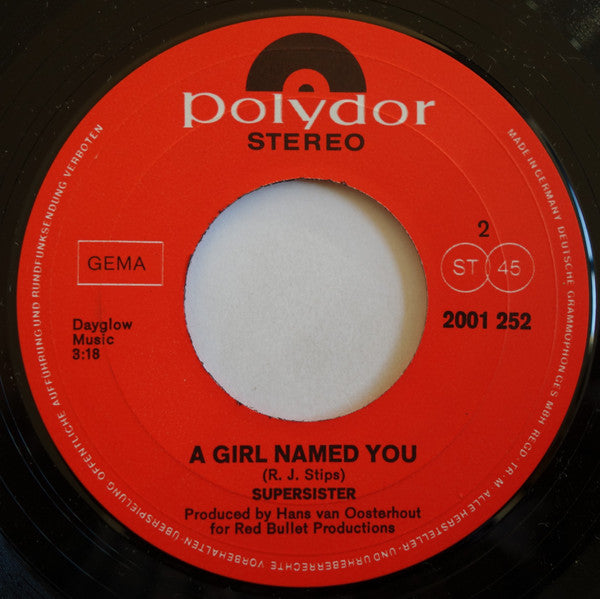 polydor
STEREO
GEMA
2
ST 45
2001 252
Dayglow
Music
3:18
A GIRL NAMED YOU
(R. J. Stips)
SUPERSISTER
Produced by Hans van Oosterhout
for Red Bullet Productions
MADE IN GERMANY DEUTSCHE GRAMMOPHON GES MBH REGD · TR · M · ALLE HERSTELLER- UND URHEBERRECHTE VORBEHALTEN · ÜBERSPIELUNG ÖFFENTLICHE AUFFÜHRUNG UND RUNDFUNKSENDUNG VERBOTEN